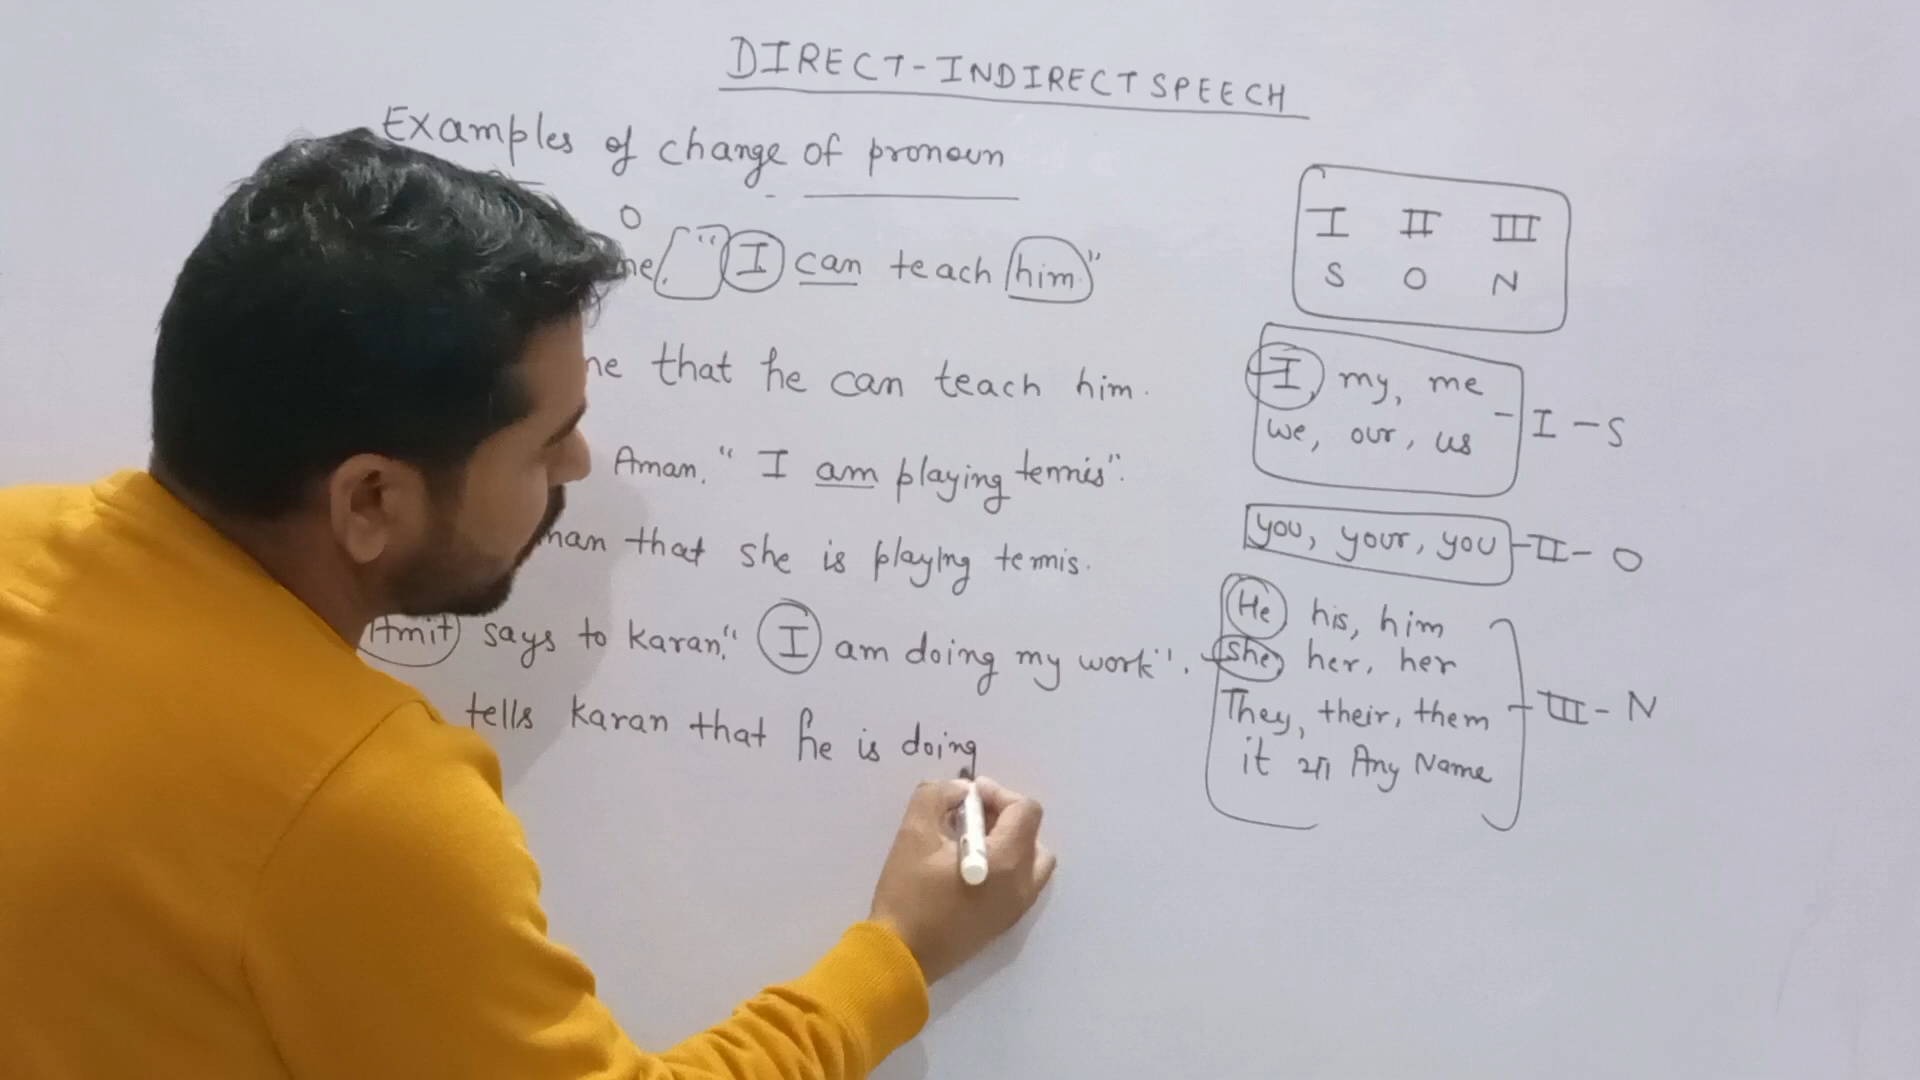 DIRECT-INDIRECT SPEECH
Examples of change of pronoun
O
me, " I can teach him."
that he can teach him.
Aman, " I am playing tennis".
that she is playing tennis.
Amit says to Karan," I am doing my work".
tells Karan that he is doing
I II III
S O N
I, my, me
we, our, us
- I - S
you, your, you - II - O
He his, him
she, her, her
They, their, them
it या Any Name
- III - N